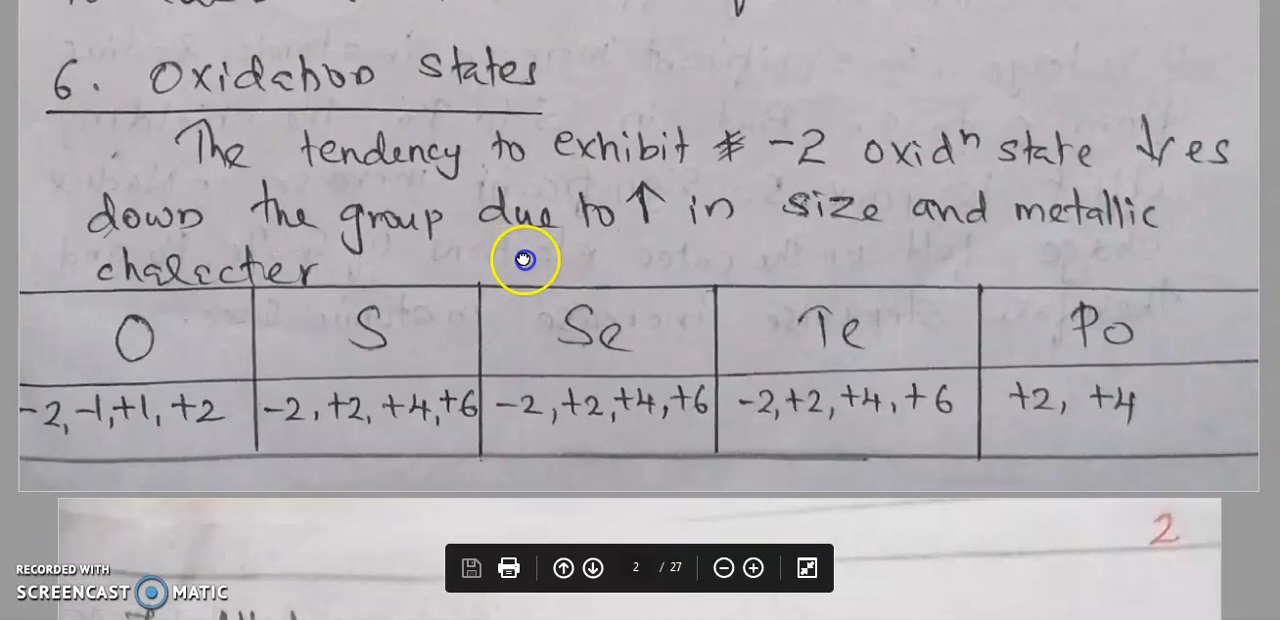 6. Oxidation states
The tendency to exhibit -2 oxidⁿ state ↓res
down the group due to ↑ in size and metallic
character
O S Se Te Po
-2, -1, +1, +2 -2, +2, +4, +6 -2, +2, +4, +6 -2, +2, +4, +6 +2, +4
2
2 / 27
RECORDED WITH
SCREENCAST MATIC